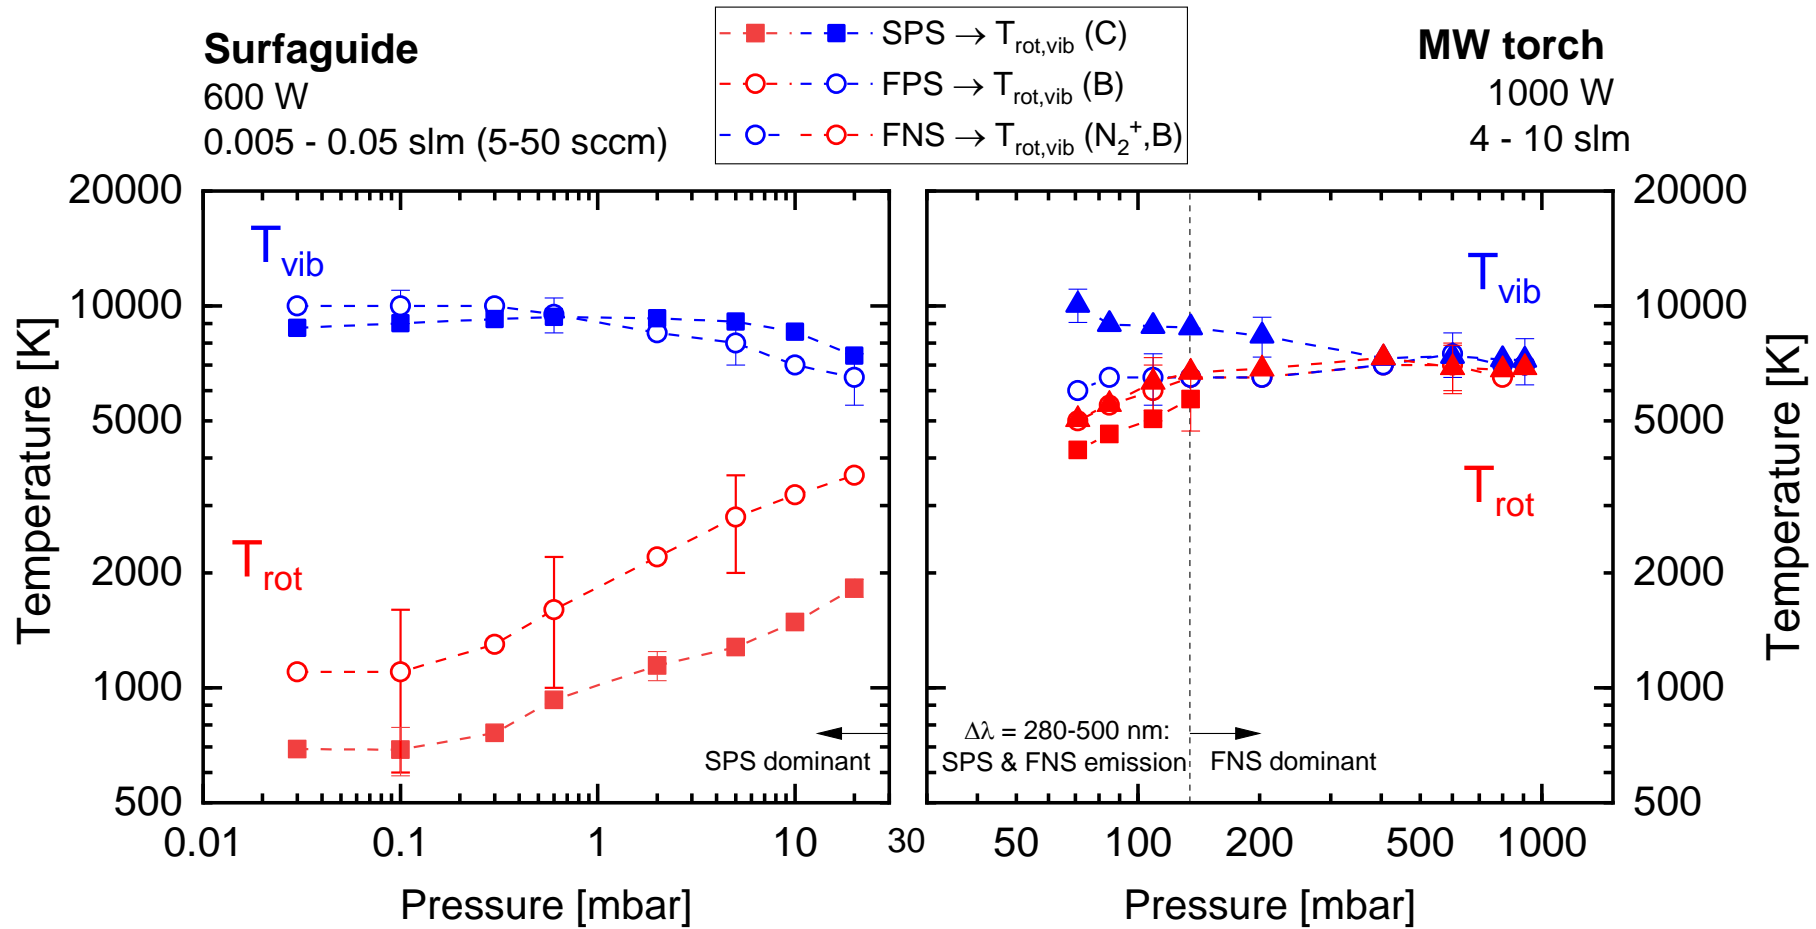 Surfaguide
600 W
0.005 - 0.05 slm (5-50 sccm)
SPS → T_rot,vib (C)
FPS → T_rot,vib (B)
FNS → T_rot,vib (N₂⁺,B)
MW torch
1000 W
4 - 10 slm
Temperature [K]
20000
10000
5000
2000
1000
500
T_vib
T_rot
SPS dominant
0.01
0.1
1
10
30
Pressure [mbar]
T_vib
T_rot
Δλ = 280-500 nm:
SPS & FNS emission
FNS dominant
50
100
200
500
1000
Pressure [mbar]
20000
10000
5000
2000
1000
500
Temperature [K]